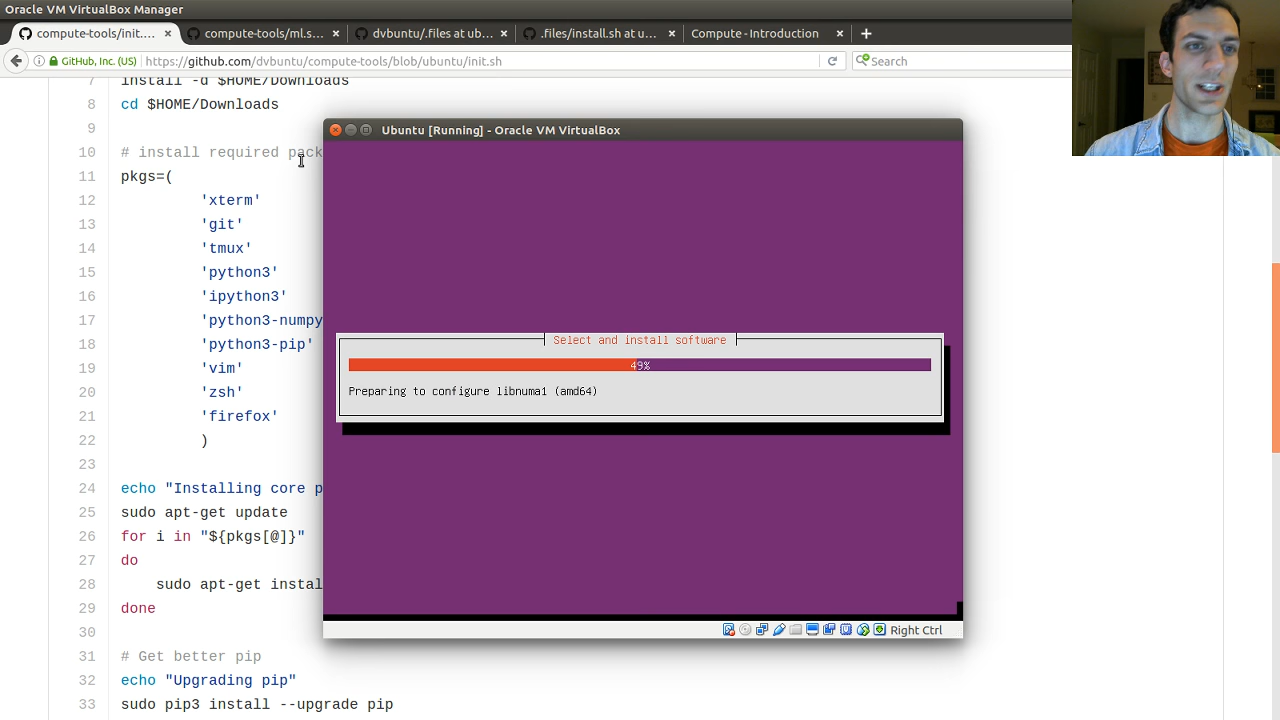 Oracle VM VirtualBox Manager
compute-tools/init.... ×
compute-tools/ml.s... ×
dvbuntu/.files at ub... ×
.files/install.sh at u... ×
Compute - Introduction ×
GitHub, Inc. (US)
https://github.com/dvbuntu/compute-tools/blob/ubuntu/init.sh
Search
7 install -d $HOME/Downloads
8 cd $HOME/Downloads
9
10 # install required pack
11 pkgs=(
12 'xterm'
13 'git'
14 'tmux'
15 'python3'
16 'ipython3'
17 'python3-numpy
18 'python3-pip'
19 'vim'
20 'zsh'
21 'firefox'
22 )
23
24 echo "Installing core p
25 sudo apt-get update
26 for i in "${pkgs[@]}"
27 do
28 sudo apt-get instal
29 done
30
31 # Get better pip
32 echo "Upgrading pip"
33 sudo pip3 install --upgrade pip
Ubuntu [Running] - Oracle VM VirtualBox
Select and install software
49%
Preparing to configure libnuma1 (amd64)
Right Ctrl